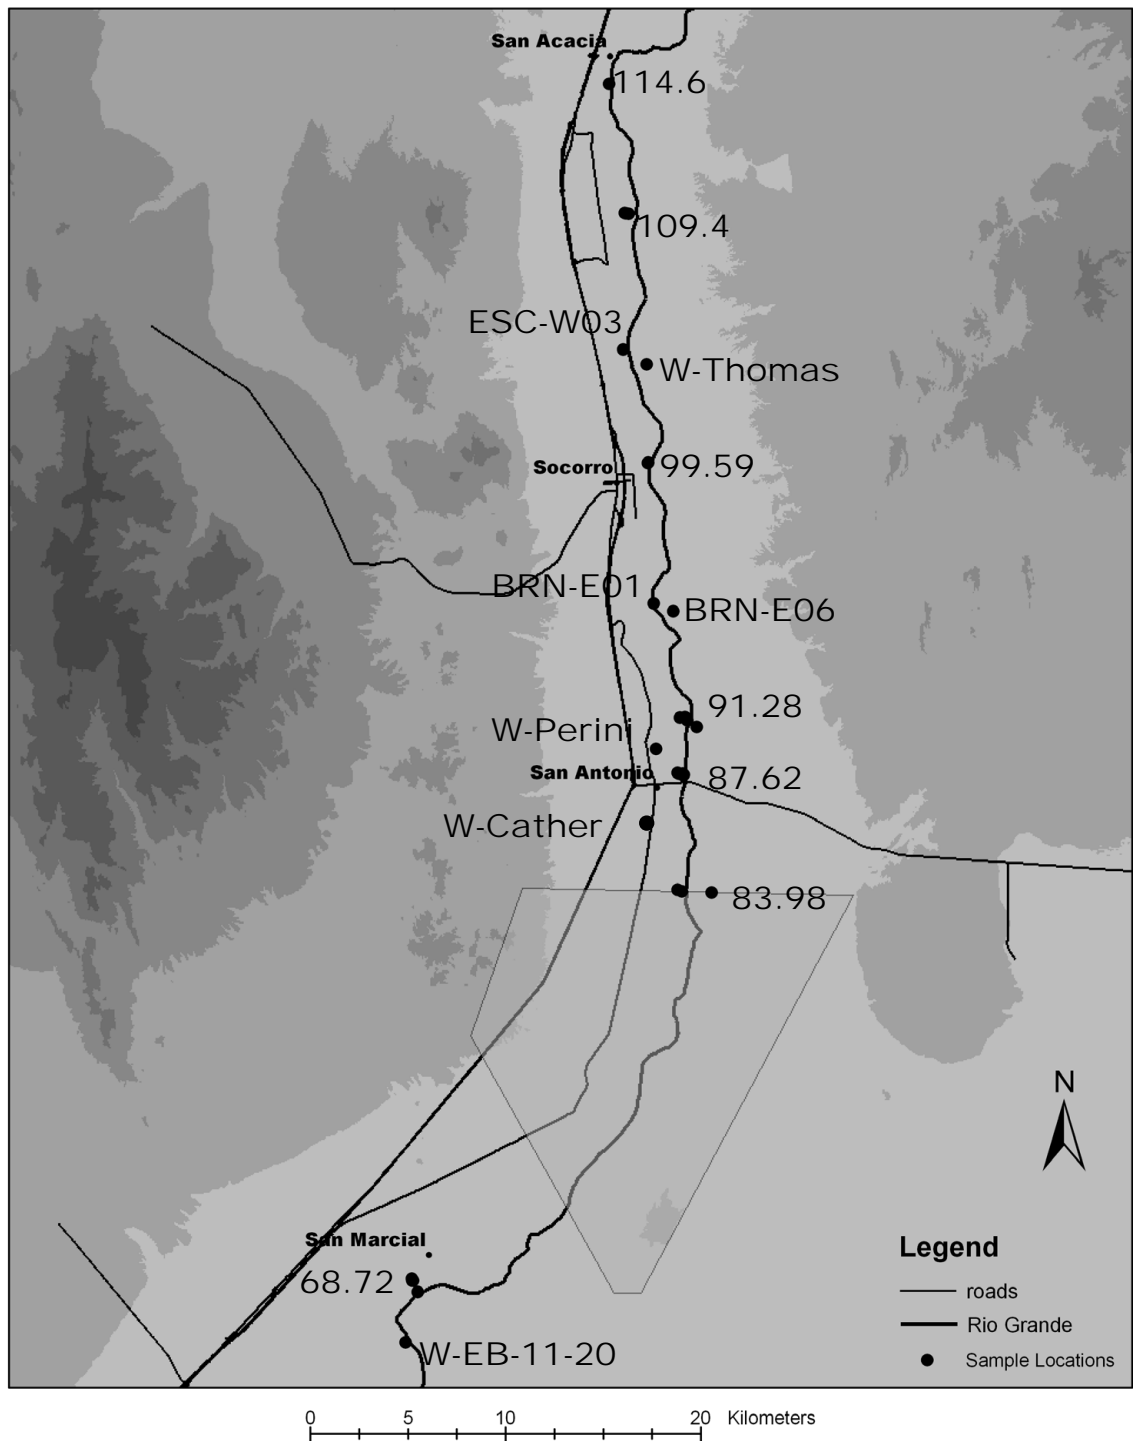 San Acacia
114.6
109.4
ESC-W03
W-Thomas
Socorro
99.59
BRN-E01
BRN-E06
91.28
W-Perini
San Antonio
87.62
W-Cather
83.98
N
San Marcial
68.72
W-EB-11-20
Legend
roads
Rio Grande
Sample Locations
0 5 10 20 Kilometers